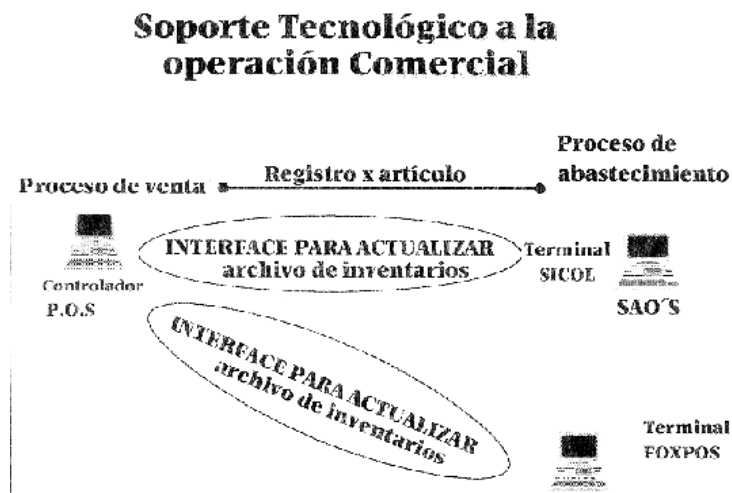 Soporte Tecnológico a la
operación Comercial
Proceso de venta
Registro x artículo
Proceso de
abastecimiento
INTERFACE PARA ACTUALIZAR
archivo de inventarios
Controlador
P.O.S
Terminal
SICOL
SAO´S
INTERFACE PARA ACTUALIZAR
archivo de inventarios
Terminal
FOXPOS